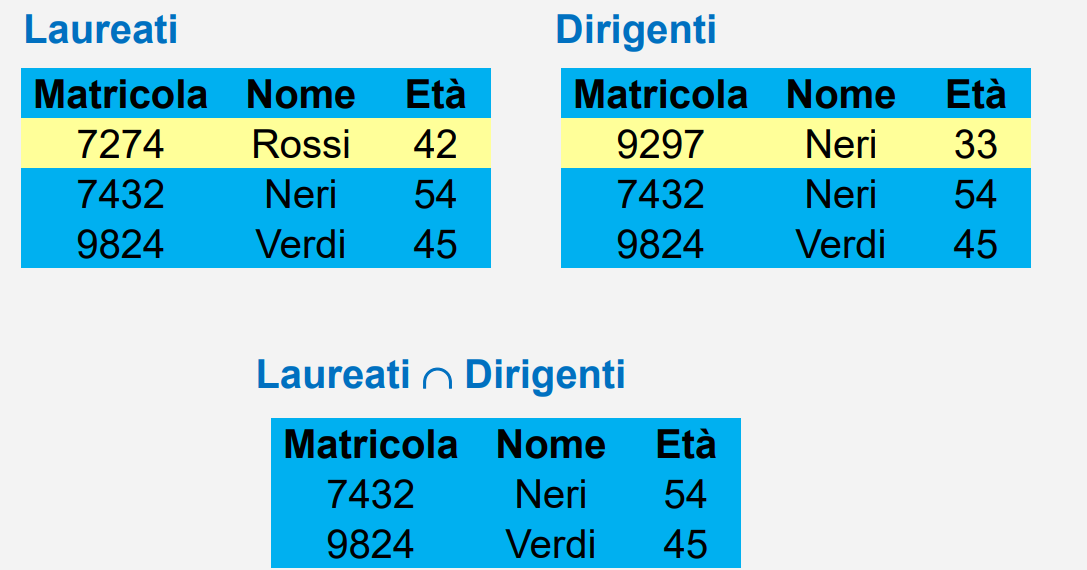 Laureati
Matricola Nome Età
7274 Rossi 42
7432 Neri 54
9824 Verdi 45
Dirigenti
Matricola Nome Età
9297 Neri 33
7432 Neri 54
9824 Verdi 45
Laureati ∩ Dirigenti
Matricola Nome Età
7432 Neri 54
9824 Verdi 45